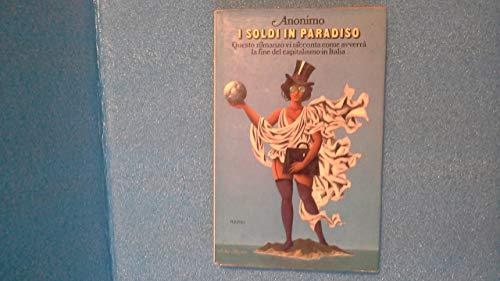 Anonimo
I SOLDI IN PARADISO
Questo romanzo vi racconta come avverrà
la fine del capitalismo in Italia